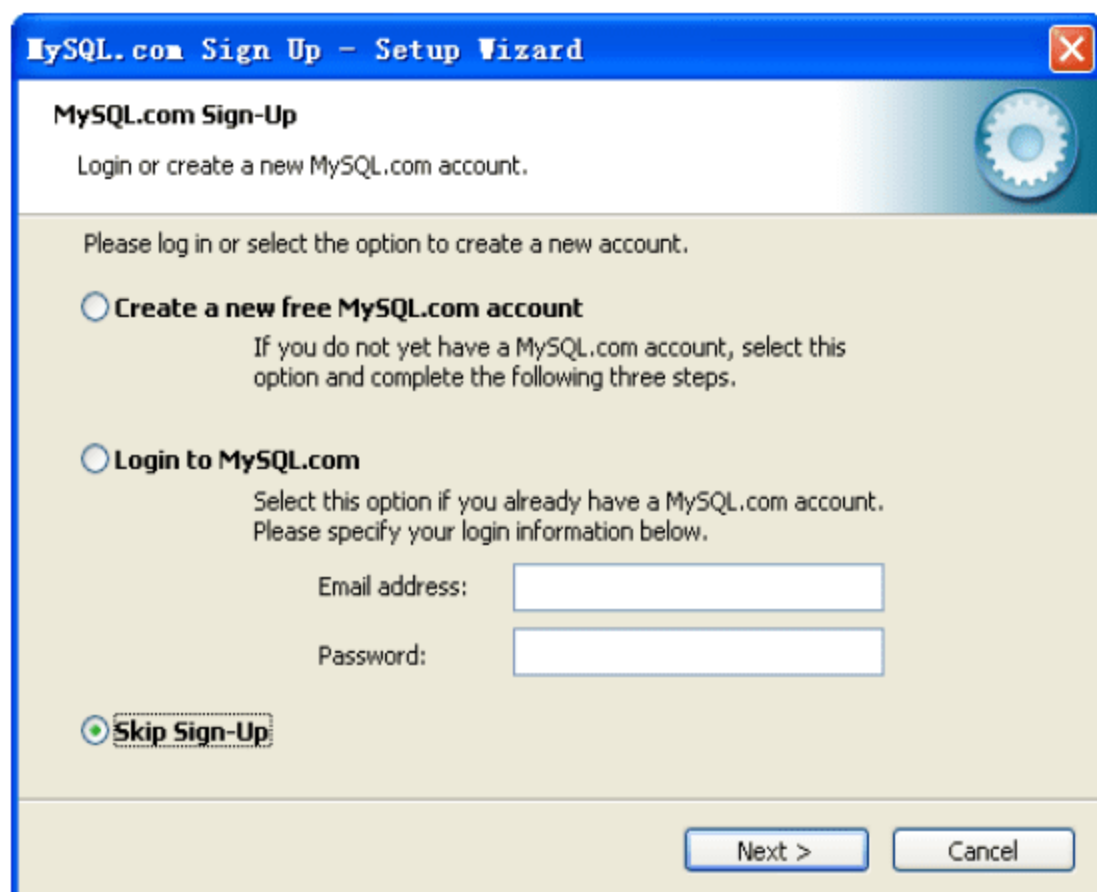 MySQL.com Sign Up - Setup Wizard
MySQL.com Sign-Up
Login or create a new MySQL.com account.
Please log in or select the option to create a new account.
Create a new free MySQL.com account
If you do not yet have a MySQL.com account, select this
option and complete the following three steps.
Login to MySQL.com
Select this option if you already have a MySQL.com account.
Please specify your login information below.
Email address:
Password:
Skip Sign-Up
Next >
Cancel